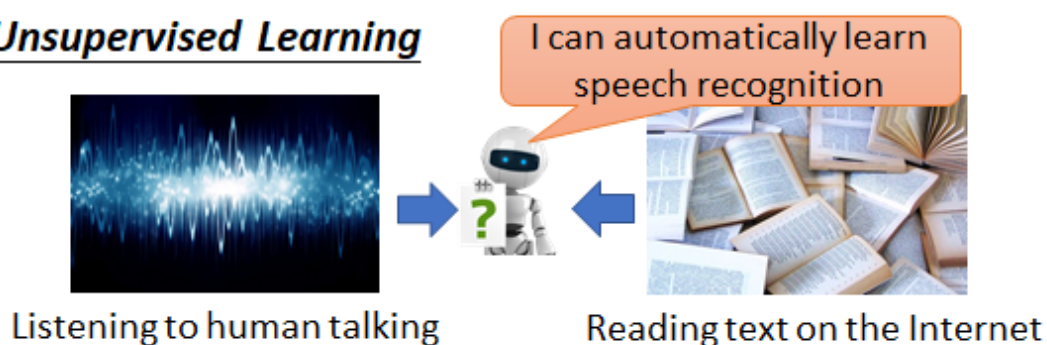 Unsupervised Learning
I can automatically learn
speech recognition
?
Listening to human talking
Reading text on the Internet